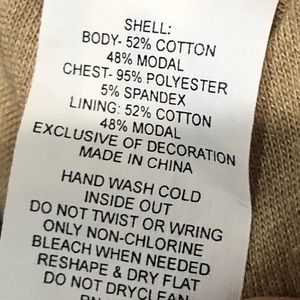 SHELL:
BODY- 52% COTTON
48% MODAL
CHEST- 95% POLYESTER
5% SPANDEX
LINING: 52% COTTON
48% MODAL
EXCLUSIVE OF DECORATION
MADE IN CHINA
HAND WASH COLD
INSIDE OUT
DO NOT TWIST OR WRING
ONLY NON-CHLORINE
BLEACH WHEN NEEDED
RESHAPE & DRY FLAT
DO NOT DRYCLEAN